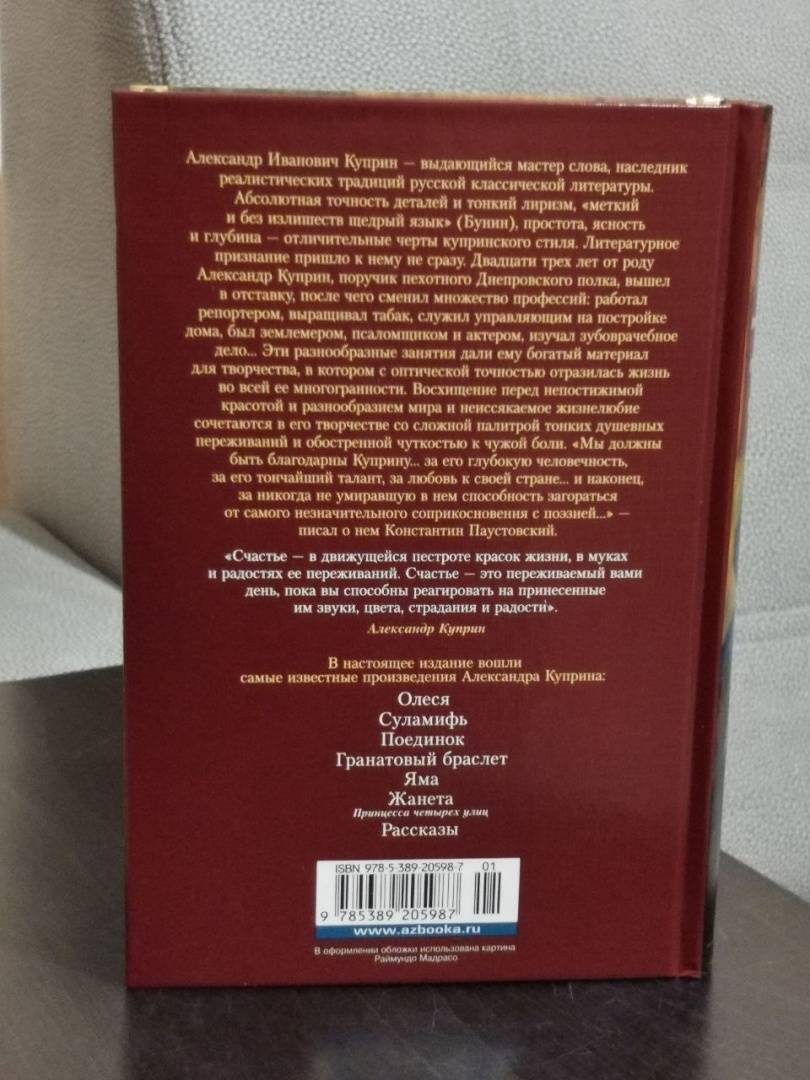 Александр Иванович Куприн — выдающийся мастер слова, наследник
реалистических традиций русской классической литературы.
Абсолютная точность деталей и тонкий лиризм, «меткий
и без излишеств щедрый язык» (Бунин), простота, ясность
и глубина — отличительные черты купринского стиля. Литературное
признание пришло к нему не сразу. Двадцати трех лет от роду
Александр Куприн, поручик пехотного Днепровского полка, вышел
в отставку, после чего сменил множество профессий: работал
репортером, выращивал табак, служил управляющим на постройке
дома, был землемером, псаломщиком и актером, изучал зубоврачебное
дело... Эти разнообразные занятия дали ему богатый материал
для творчества, в котором с оптической точностью отразилась жизнь
во всей ее многогранности. Восхищение перед непостижимой
красотой и разнообразием мира и неиссякаемое жизнелюбие
сочетаются в его творчестве со сложной палитрой тонких душевных
переживаний и обостренной чуткостью к чужой боли. «Мы должны
быть благодарны Куприну... за его глубокую человечность,
за его тончайший талант, за любовь к своей стране... и наконец,
за никогда не умиравшую в нем способность загораться
от самого незначительного соприкосновения с поэзией...» —
писал о нем Константин Паустовский.
«Счастье — в движущейся пестроте красок жизни, в муках
и радостях ее переживаний. Счастье — это переживаемый вами
день, пока вы способны реагировать на принесенные
им звуки, цвета, страдания и радости».
Александр Куприн
В настоящее издание вошли
самые известные произведения Александра Куприна:
Олеся
Суламифь
Поединок
Гранатовый браслет
Яма
Жанета
Принцесса четырех улиц
Рассказы
ISBN 978-5-389-20598-7 01
9 785389 205987
www.azbooka.ru
В оформлении обложки использована картина
Раймундо Мадрасо